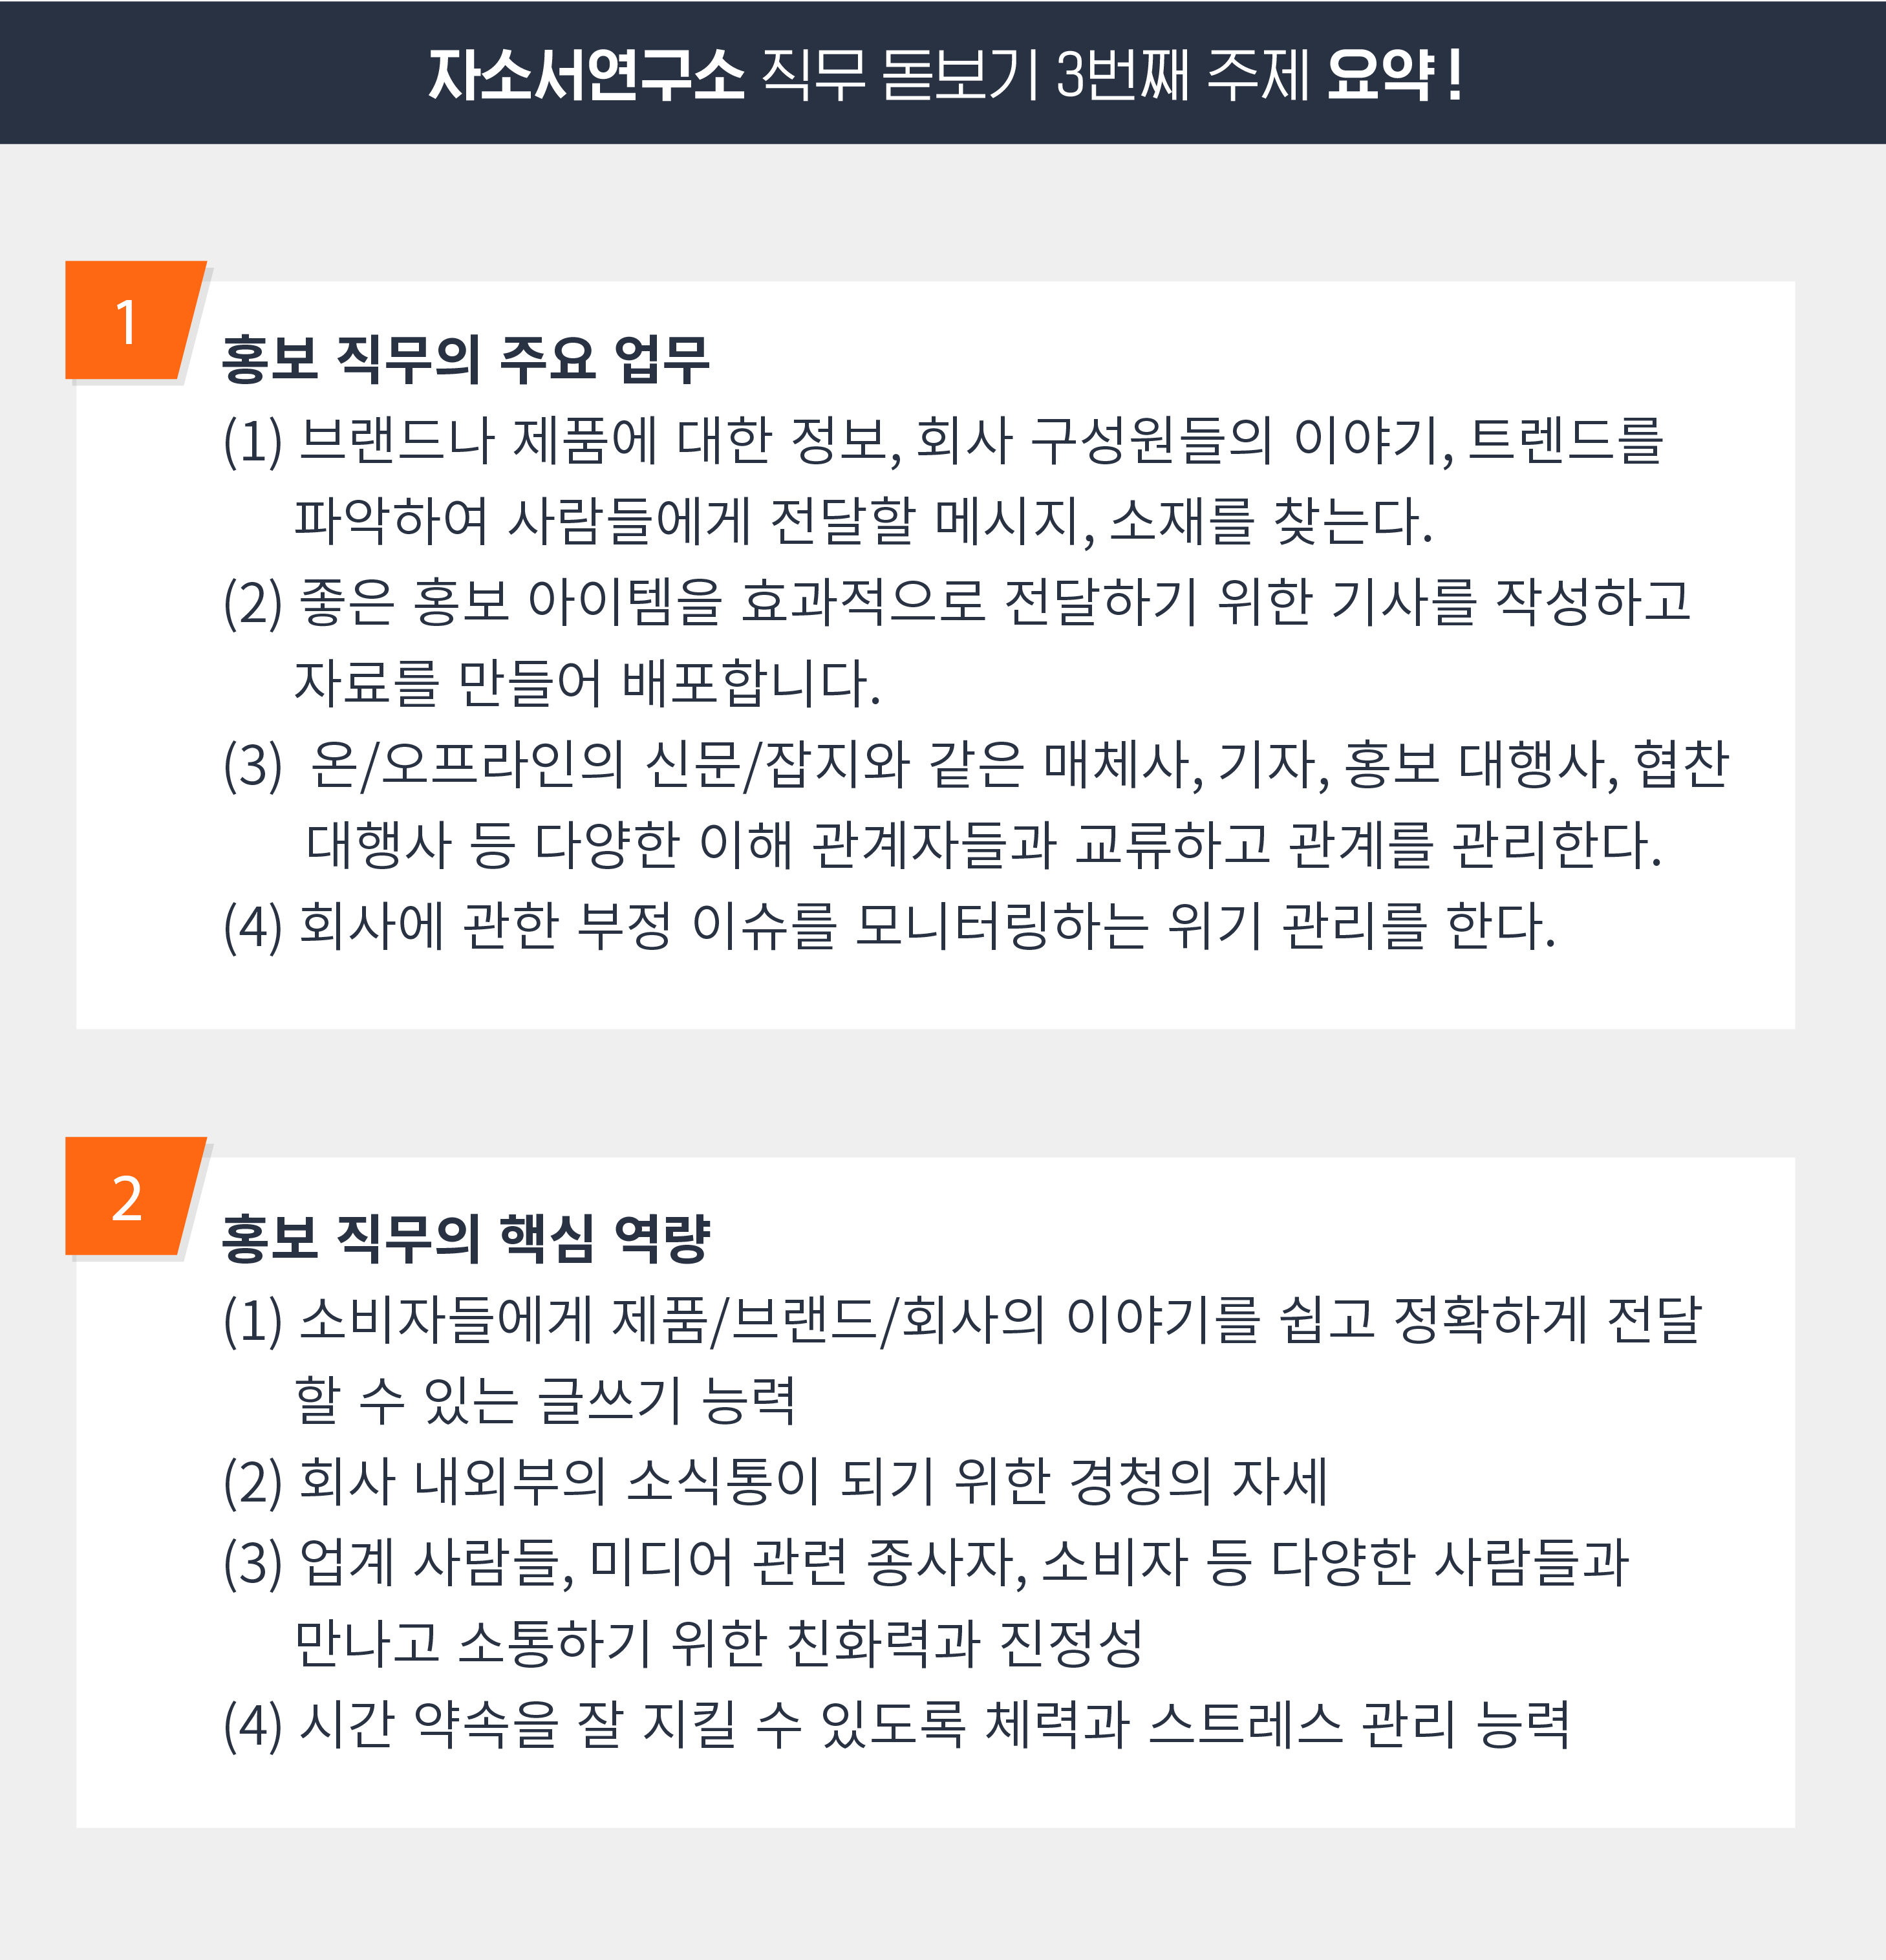 자소서연구소 직무 돋보기 3번째 주제 요약!
1
홍보 직무의 주요 업무
(1) 브랜드나 제품에 대한 정보, 회사 구성원들의 이야기, 트렌드를
파악하여 사람들에게 전달할 메시지, 소재를 찾는다.
(2) 좋은 홍보 아이템을 효과적으로 전달하기 위한 기사를 작성하고
자료를 만들어 배포합니다.
(3) 온/오프라인의 신문/잡지와 같은 매체사, 기자, 홍보 대행사, 협찬
대행사 등 다양한 이해 관계자들과 교류하고 관계를 관리한다.
(4) 회사에 관한 부정 이슈를 모니터링하는 위기 관리를 한다.
2
홍보 직무의 핵심 역량
(1) 소비자들에게 제품/브랜드/회사의 이야기를 쉽고 정확하게 전달
할 수 있는 글쓰기 능력
(2) 회사 내외부의 소식통이 되기 위한 경청의 자세
(3) 업계 사람들, 미디어 관련 종사자, 소비자 등 다양한 사람들과
만나고 소통하기 위한 친화력과 진정성
(4) 시간 약속을 잘 지킬 수 있도록 체력과 스트레스 관리 능력